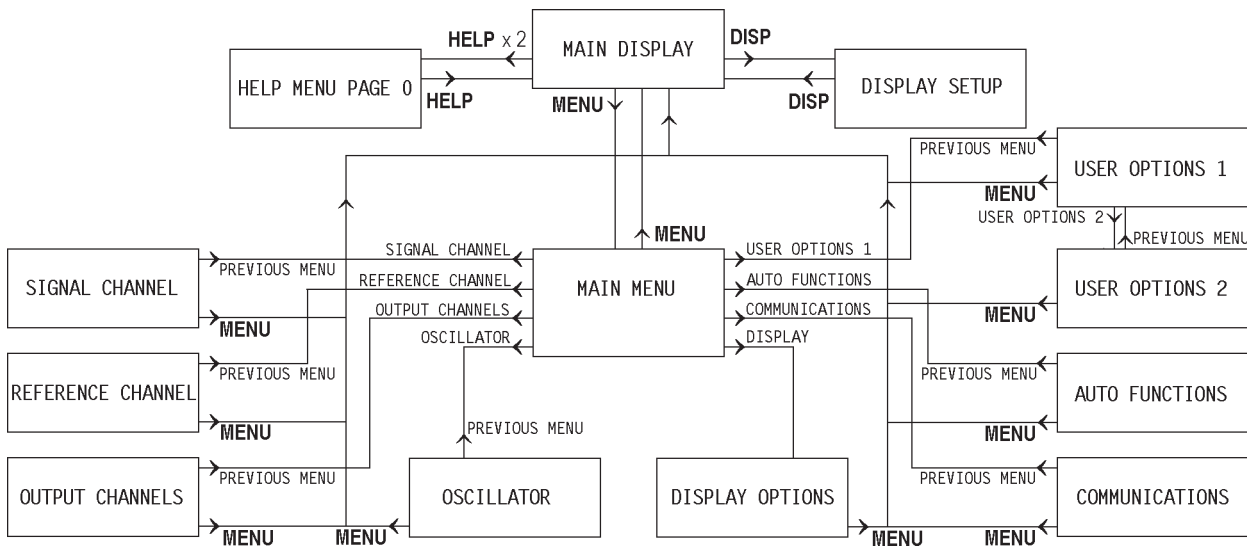 HELP x 2
MAIN DISPLAY
DISP
HELP MENU PAGE 0
HELP
MENU
DISP
DISPLAY SETUP
PREVIOUS MENU
USER OPTIONS 1
MENU
USER OPTIONS 2
PREVIOUS MENU
MENU
SIGNAL CHANNEL
USER OPTIONS 1
SIGNAL CHANNEL
PREVIOUS MENU
REFERENCE CHANNEL
MAIN MENU
AUTO FUNCTIONS
USER OPTIONS 2
MENU
OUTPUT CHANNELS
COMMUNICATIONS
MENU
OSCILLATOR
DISPLAY
REFERENCE CHANNEL
PREVIOUS MENU
PREVIOUS MENU
AUTO FUNCTIONS
MENU
PREVIOUS MENU
MENU
OUTPUT CHANNELS
PREVIOUS MENU
OSCILLATOR
DISPLAY OPTIONS
PREVIOUS MENU
COMMUNICATIONS
MENU
MENU
MENU
MENU